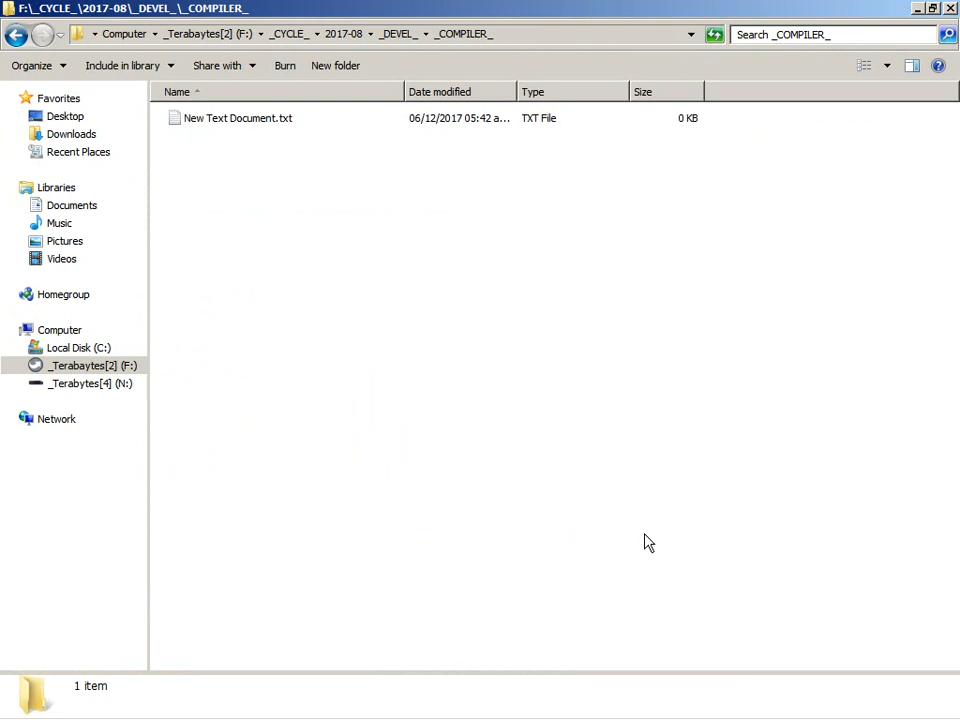 F:\_CYCLE_\2017-08\_DEVEL_\_COMPILER_
Computer _Terabaytes[2] (F:) _CYCLE_ 2017-08 _DEVEL_ _COMPILER_ Search _COMPILER_
Organize Include in library Share with Burn New folder
Name Date modified Type Size
New Text Document.txt 06/12/2017 05:42 a... TXT File 0 KB
Favorites
Desktop
Downloads
Recent Places
Libraries
Documents
Music
Pictures
Videos
Homegroup
Computer
Local Disk (C:)
_Terabaytes[2] (F:)
_Terabytes[4] (N:)
Network
1 item